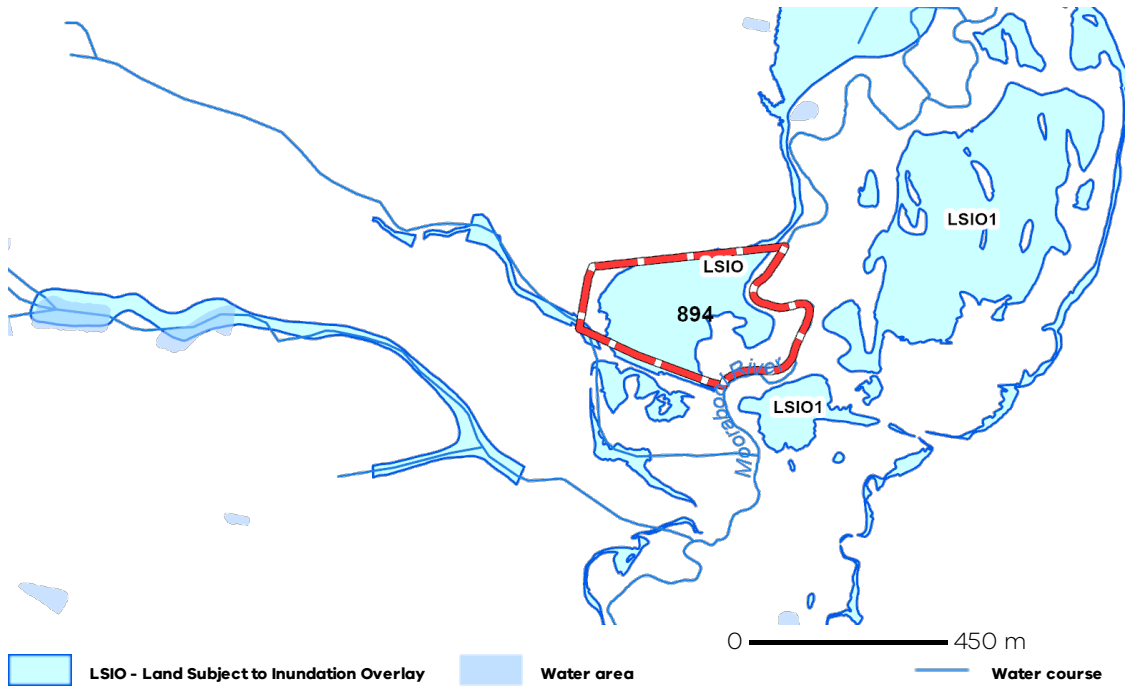 LSIO1
LSIO
894
Moorabool River
LSIO1
0 450 m
LSIO - Land Subject to Inundation Overlay
Water area
Water course